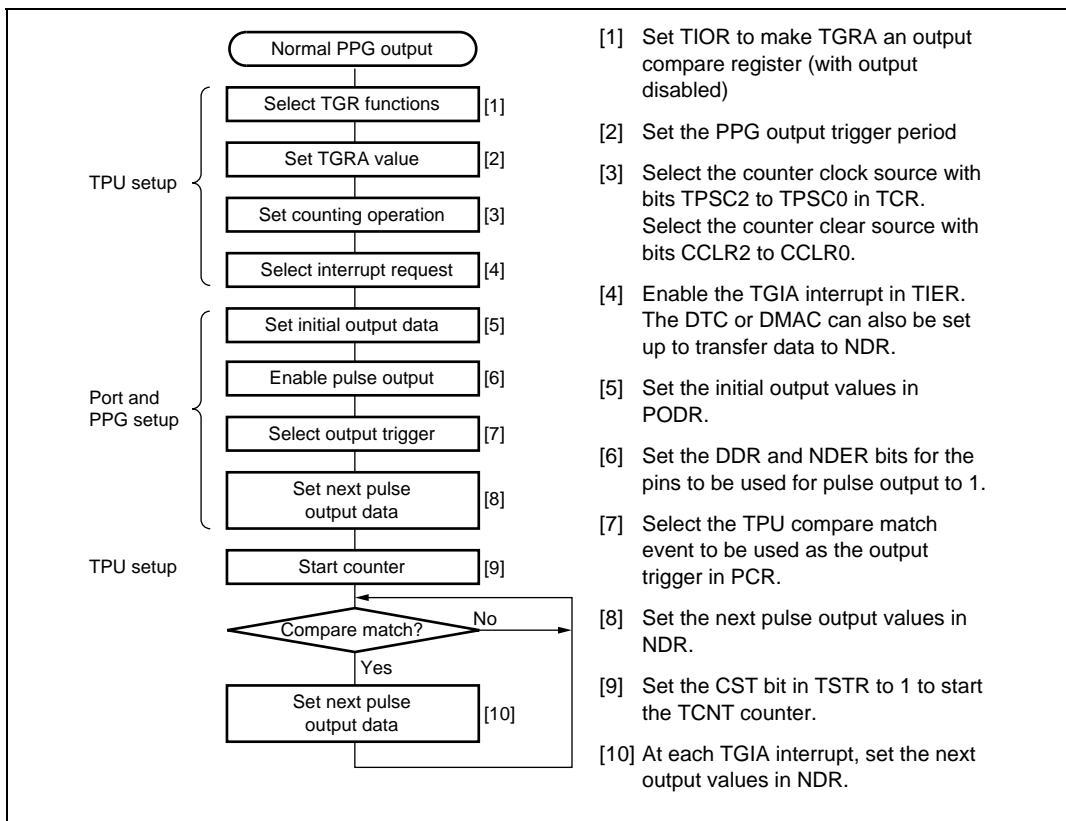 Normal PPG output
Select TGR functions [1]
Set TGRA value [2]
TPU setup
Set counting operation [3]
Select interrupt request [4]
Set initial output data [5]
Enable pulse output [6]
Port and
PPG setup
Select output trigger [7]
Set next pulse
output data
[8]
TPU setup
Start counter [9]
Compare match?
No
Yes
Set next pulse
output data
[10]
[1] Set TIOR to make TGRA an output
compare register (with output
disabled)
[2] Set the PPG output trigger period
[3] Select the counter clock source with
bits TPSC2 to TPSC0 in TCR.
Select the counter clear source with
bits CCLR2 to CCLR0.
[4] Enable the TGIA interrupt in TIER.
The DTC or DMAC can also be set
up to transfer data to NDR.
[5] Set the initial output values in
PODR.
[6] Set the DDR and NDER bits for the
pins to be used for pulse output to 1.
[7] Select the TPU compare match
event to be used as the output
trigger in PCR.
[8] Set the next pulse output values in
NDR.
[9] Set the CST bit in TSTR to 1 to start
the TCNT counter.
[10] At each TGIA interrupt, set the next
output values in NDR.